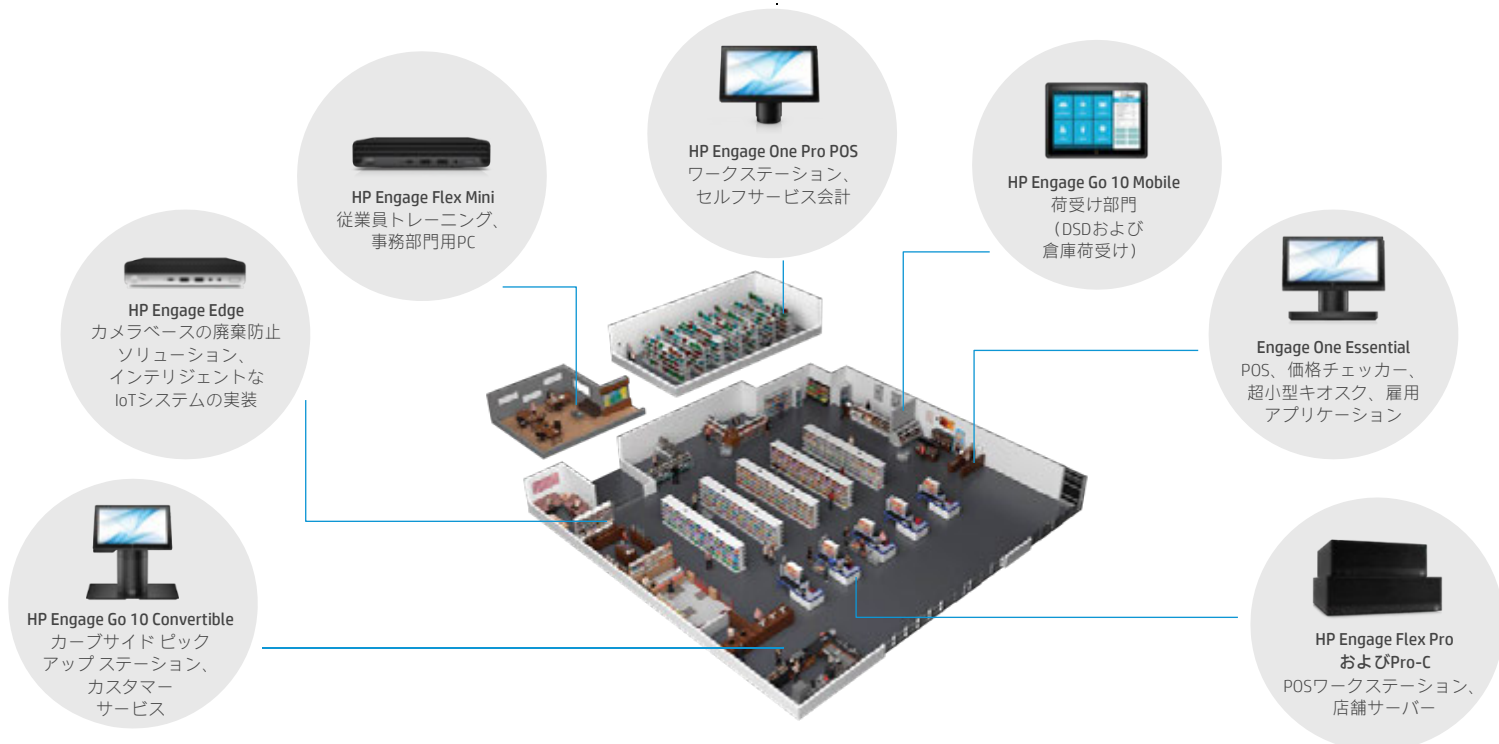 HP Engage One Pro POS
ワークステーション、
セルフサービス会計
HP Engage Flex Mini
従業員トレーニング、
事務部門用PC
HP Engage Go 10 Mobile
荷受け部門
（DSDおよび
倉庫荷受け）
HP Engage Edge
カメラベースの廃棄防止
ソリューション、
インテリジェントな
IoTシステムの実装
Engage One Essential
POS、価格チェッカー、
超小型キオスク、雇用
アプリケーション
HP Engage Go 10 Convertible
カーブサイド ピック
アップ ステーション、
カスタマー
サービス
HP Engage Flex Pro
およびPro-C
POSワークステーション、
店舗サーバー